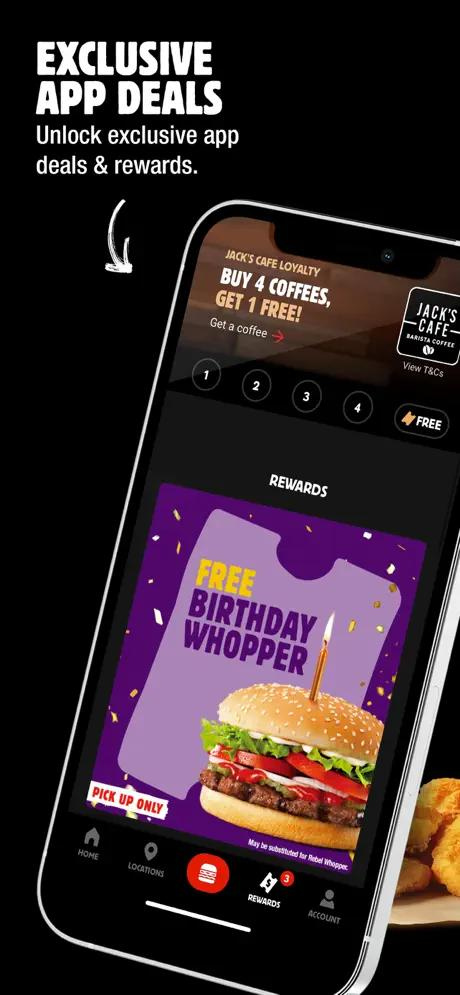 EXCLUSIVE
APP DEALS
Unlock exclusive app
deals & rewards.
JACK'S CAFE LOYALTY
BUY 4 COFFEES,
GET 1 FREE!
Get a coffee
JACK'S
CAFE
BARISTA COFFEE
View T&Cs
1
2
3
4
FREE
REWARDS
FREE
BIRTHDAY
WHOPPER
PICK UP ONLY
May be substituted for Rebel Whopper.
HOME
LOCATIONS
3
REWARDS
ACCOUNT